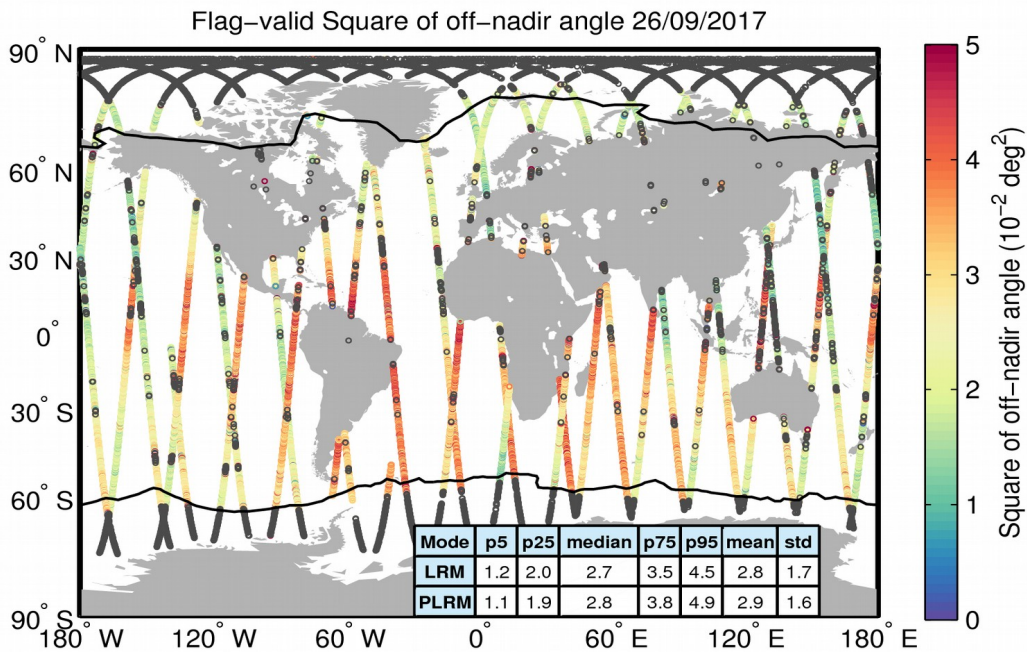 Flag−valid Square of off−nadir angle 26/09/2017
90° N
60° N
30° N
0°
30° S
60° S
90° S
180° W
120° W
60° W
0°
60° E
120° E
180° E
Mode p5 p25 median p75 p95 mean std
LRM 1.2 2.0 2.7 3.5 4.5 2.8 1.7
PLRM 1.1 1.9 2.8 3.8 4.9 2.9 1.6
5
4
3
2
1
0
Square of off−nadir angle (10⁻² deg²)